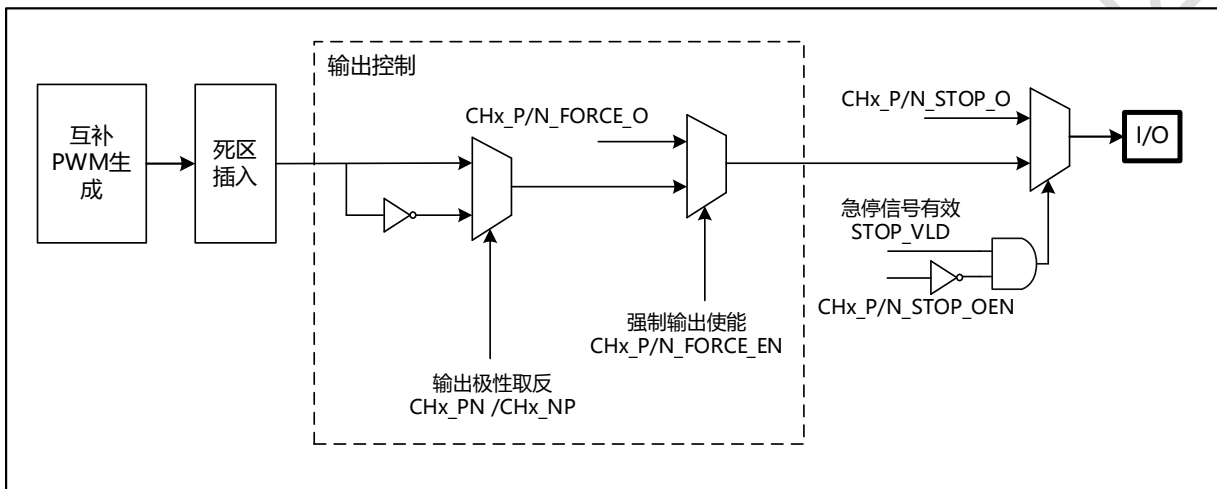 输出控制
互补
PWM生
成
死区
插入
CHx_P/N_FORCE_O
CHx_P/N_STOP_O
I/O
急停信号有效
STOP_VLD
CHx_P/N_STOP_OEN
强制输出使能
CHx_P/N_FORCE_EN
输出极性取反
CHx_PN /CHx_NP